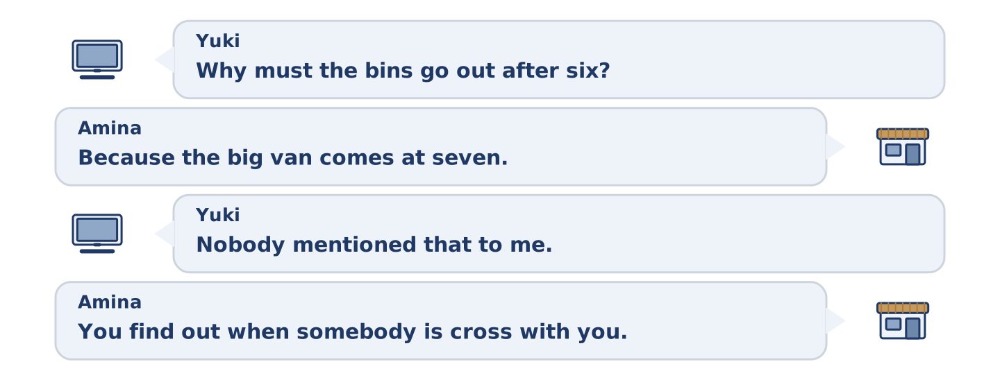 Yuki
Why must the bins go out after six?
Amina
Because the big van comes at seven.
Yuki
Nobody mentioned that to me.
Amina
You find out when somebody is cross with you.